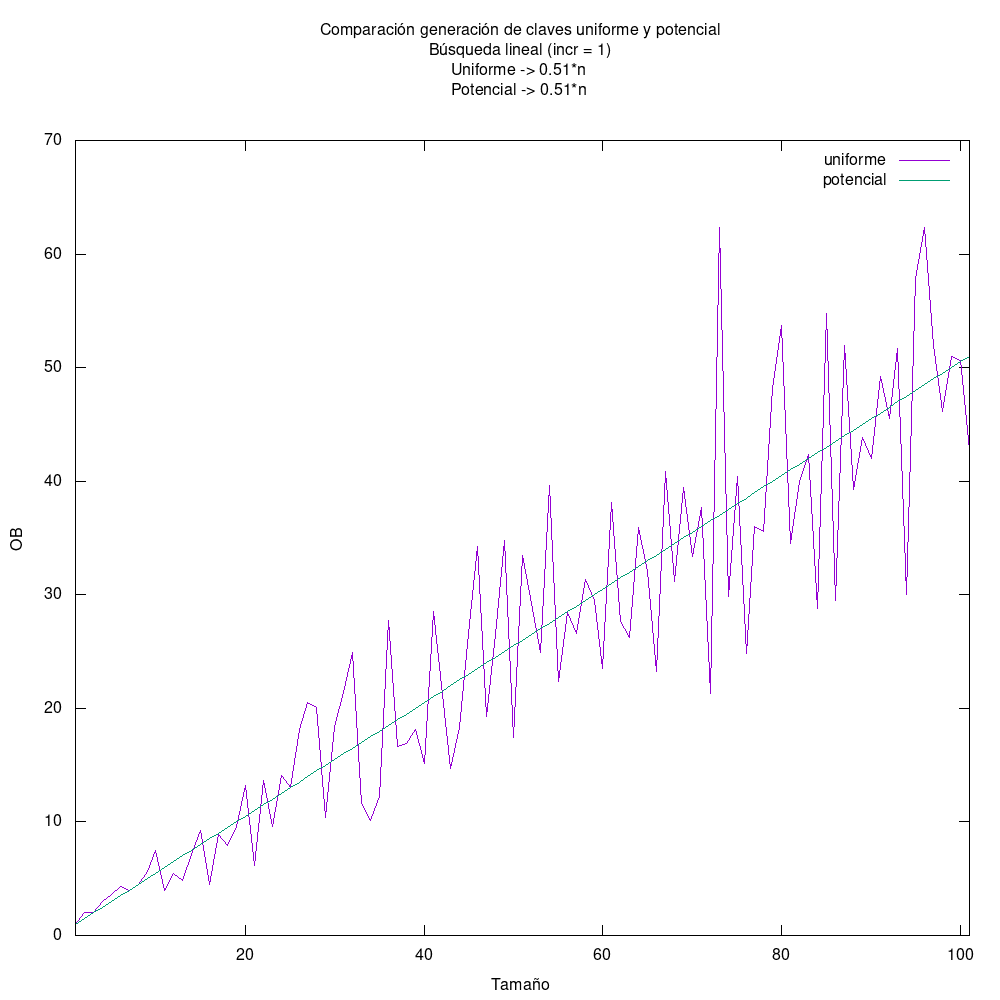 Comparación generación de claves uniforme y potencial
Búsqueda lineal (incr = 1)
Uniforme -> 0.51*n
Potencial -> 0.51*n
70
60
50
40
30
20
10
0
OB
uniforme
potencial
20 40 60 80 100
Tamaño